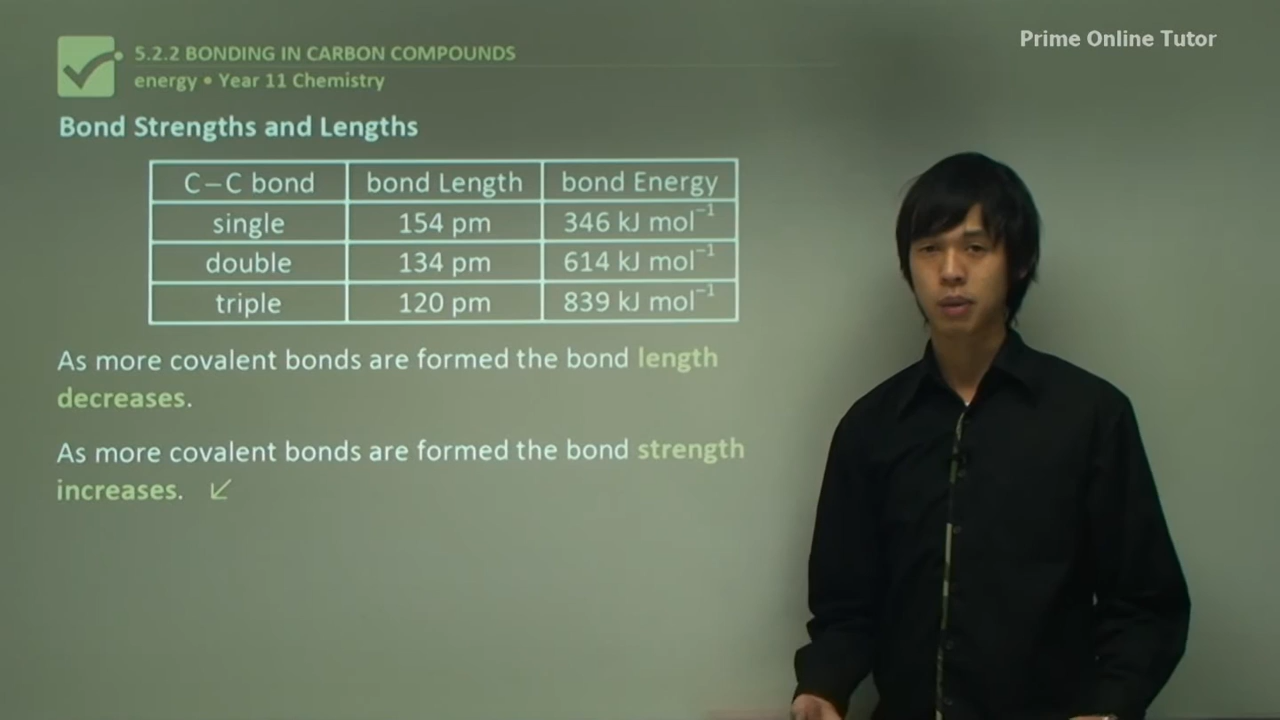 Prime Online Tutor
5.2.2 BONDING IN CARBON COMPOUNDS
energy • Year 11 Chemistry
Bond Strengths and Lengths
C–C bond bond Length bond Energy
single 154 pm 346 kJ mol⁻¹
double 134 pm 614 kJ mol⁻¹
triple 120 pm 839 kJ mol⁻¹
As more covalent bonds are formed the bond length
decreases.
As more covalent bonds are formed the bond strength
increases.